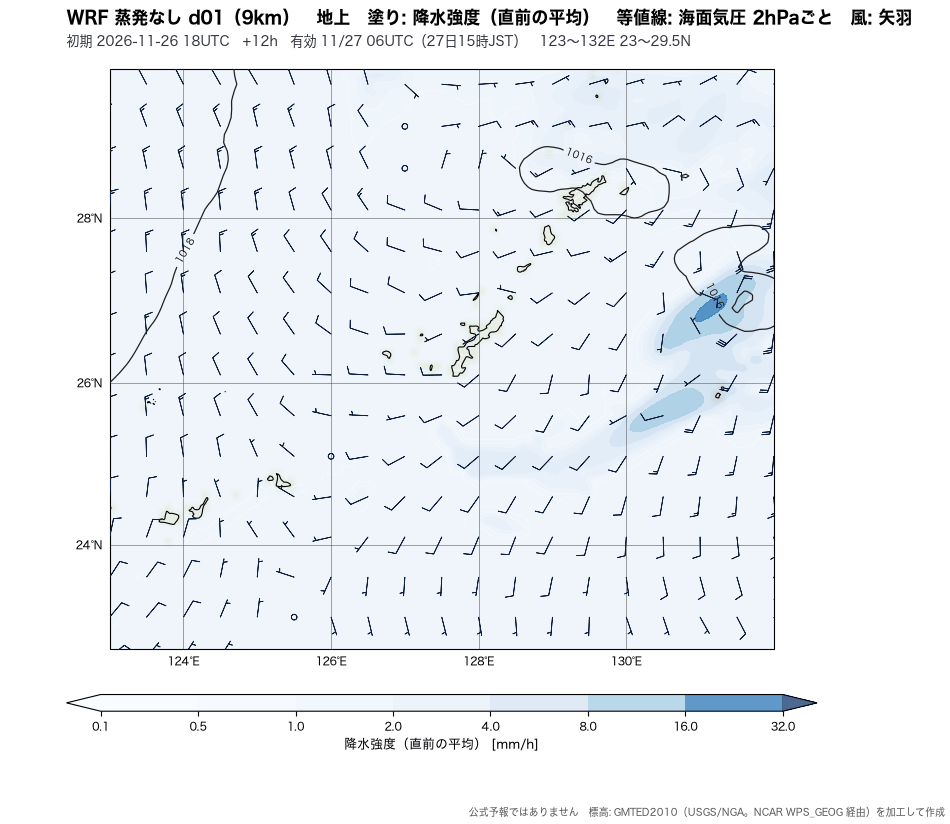 WRF 蒸発なし d01（9km）　地上　塗り: 降水強度（直前の平均）　等値線: 海面気圧 2hPaごと　風: 矢羽
初期 2026-11-26 18UTC　+12h　有効 11/27 06UTC（27日15時JST）　123〜132E 23〜29.5N
1016
28°N
1018
26°N
24°N
124°E 126°E 128°E 130°E
0.1 0.5 1.0 2.0 4.0 8.0 16.0 32.0
降水強度（直前の平均） [mm/h]
公式予報ではありません　標高: GMTED2010（USGS/NGA。NCAR WPS_GEOG 経由）を加工して作成